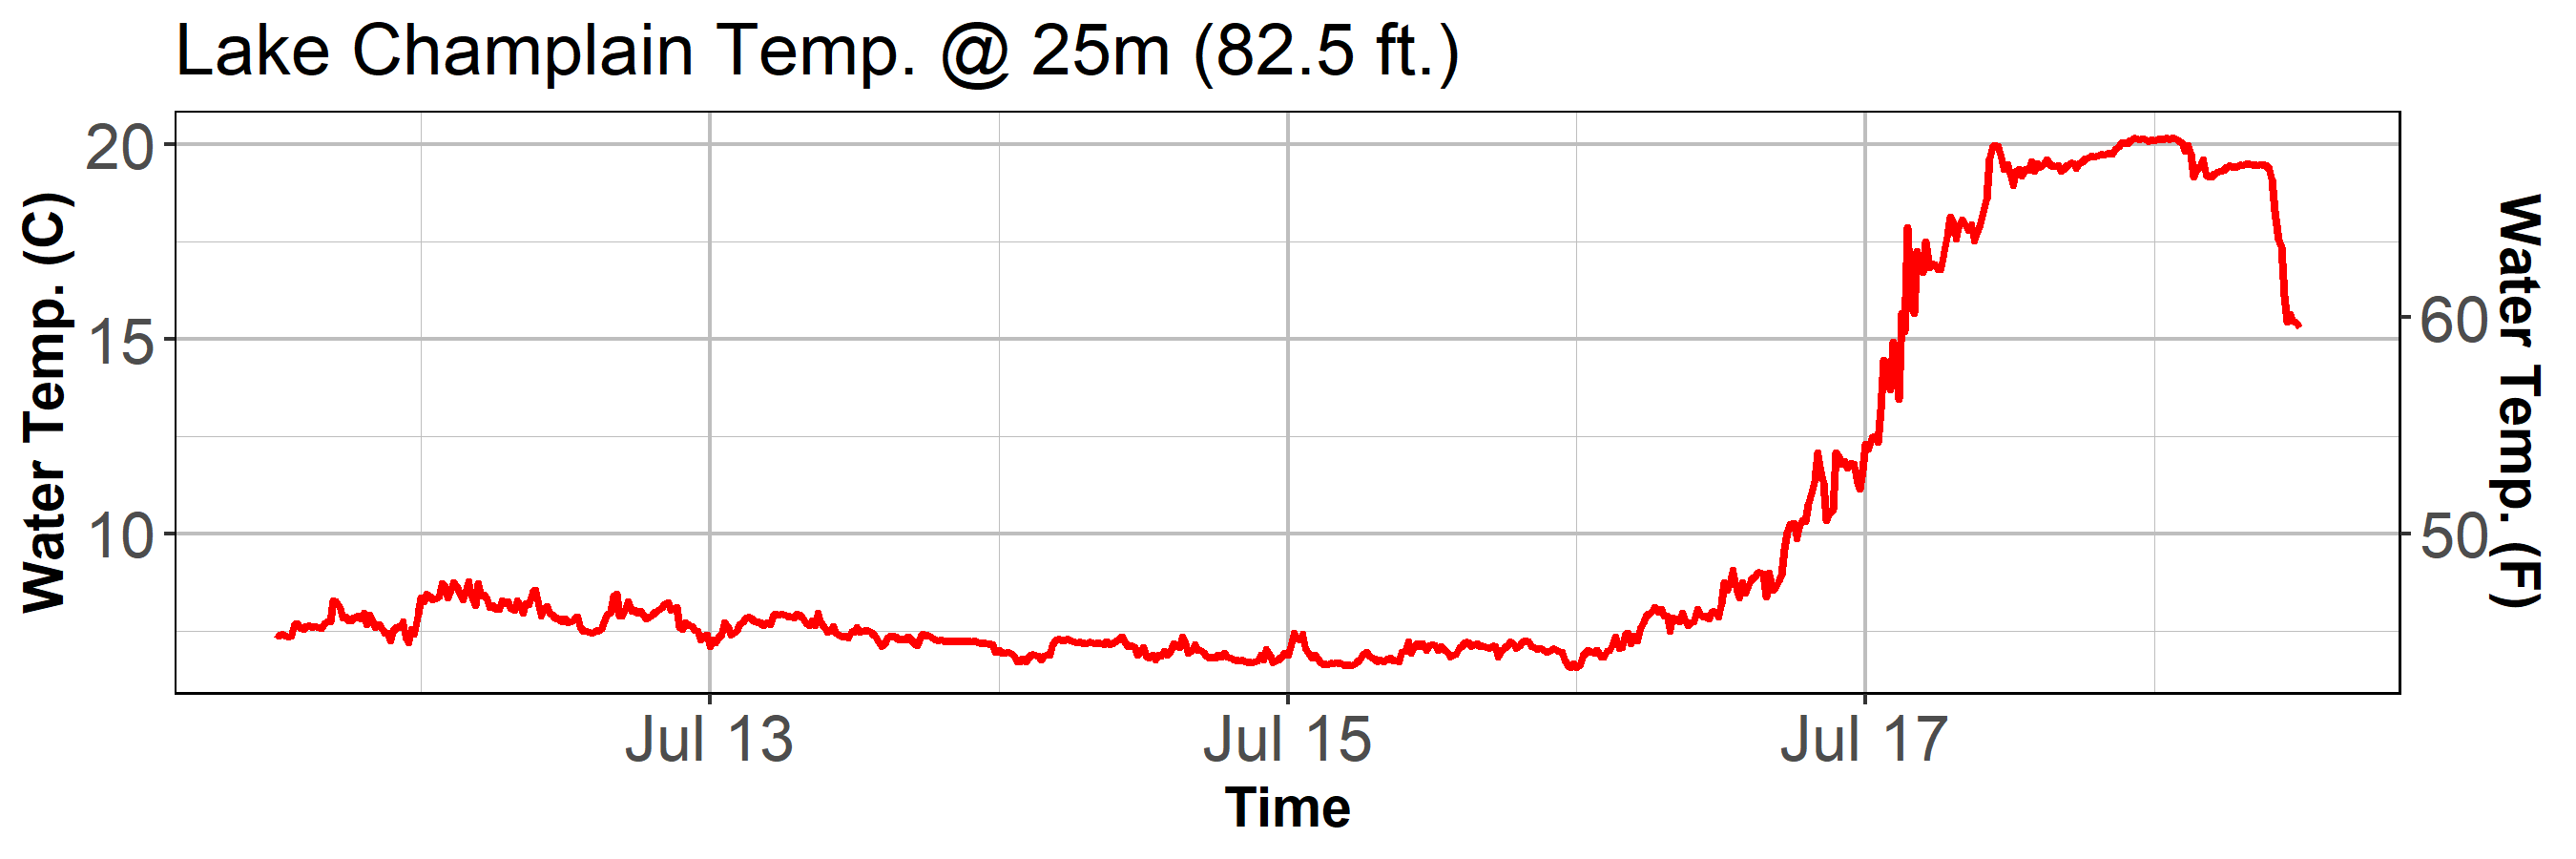 Lake Champlain Temp. @ 25m (82.5 ft.)
Water Temp. (C)
20
15
10
60
50
Water Temp. (F)
Jul 13
Jul 15
Jul 17
Time